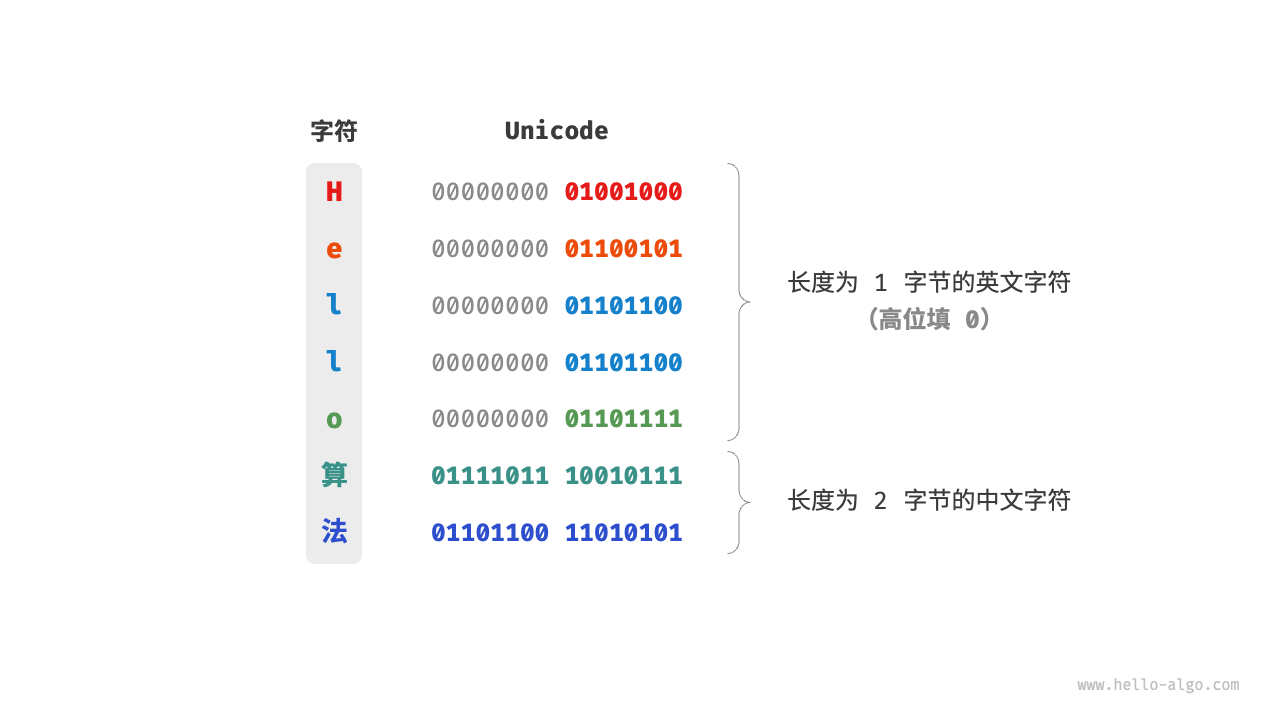 字符 Unicode
H 00000000 01001000
e 00000000 01100101
l 00000000 01101100
l 00000000 01101100
o 00000000 01101111
长度为 1 字节的英文字符
（高位填 0）
算 01111011 10010111
法 01101100 11010101
长度为 2 字节的中文字符
www.hello-algo.com